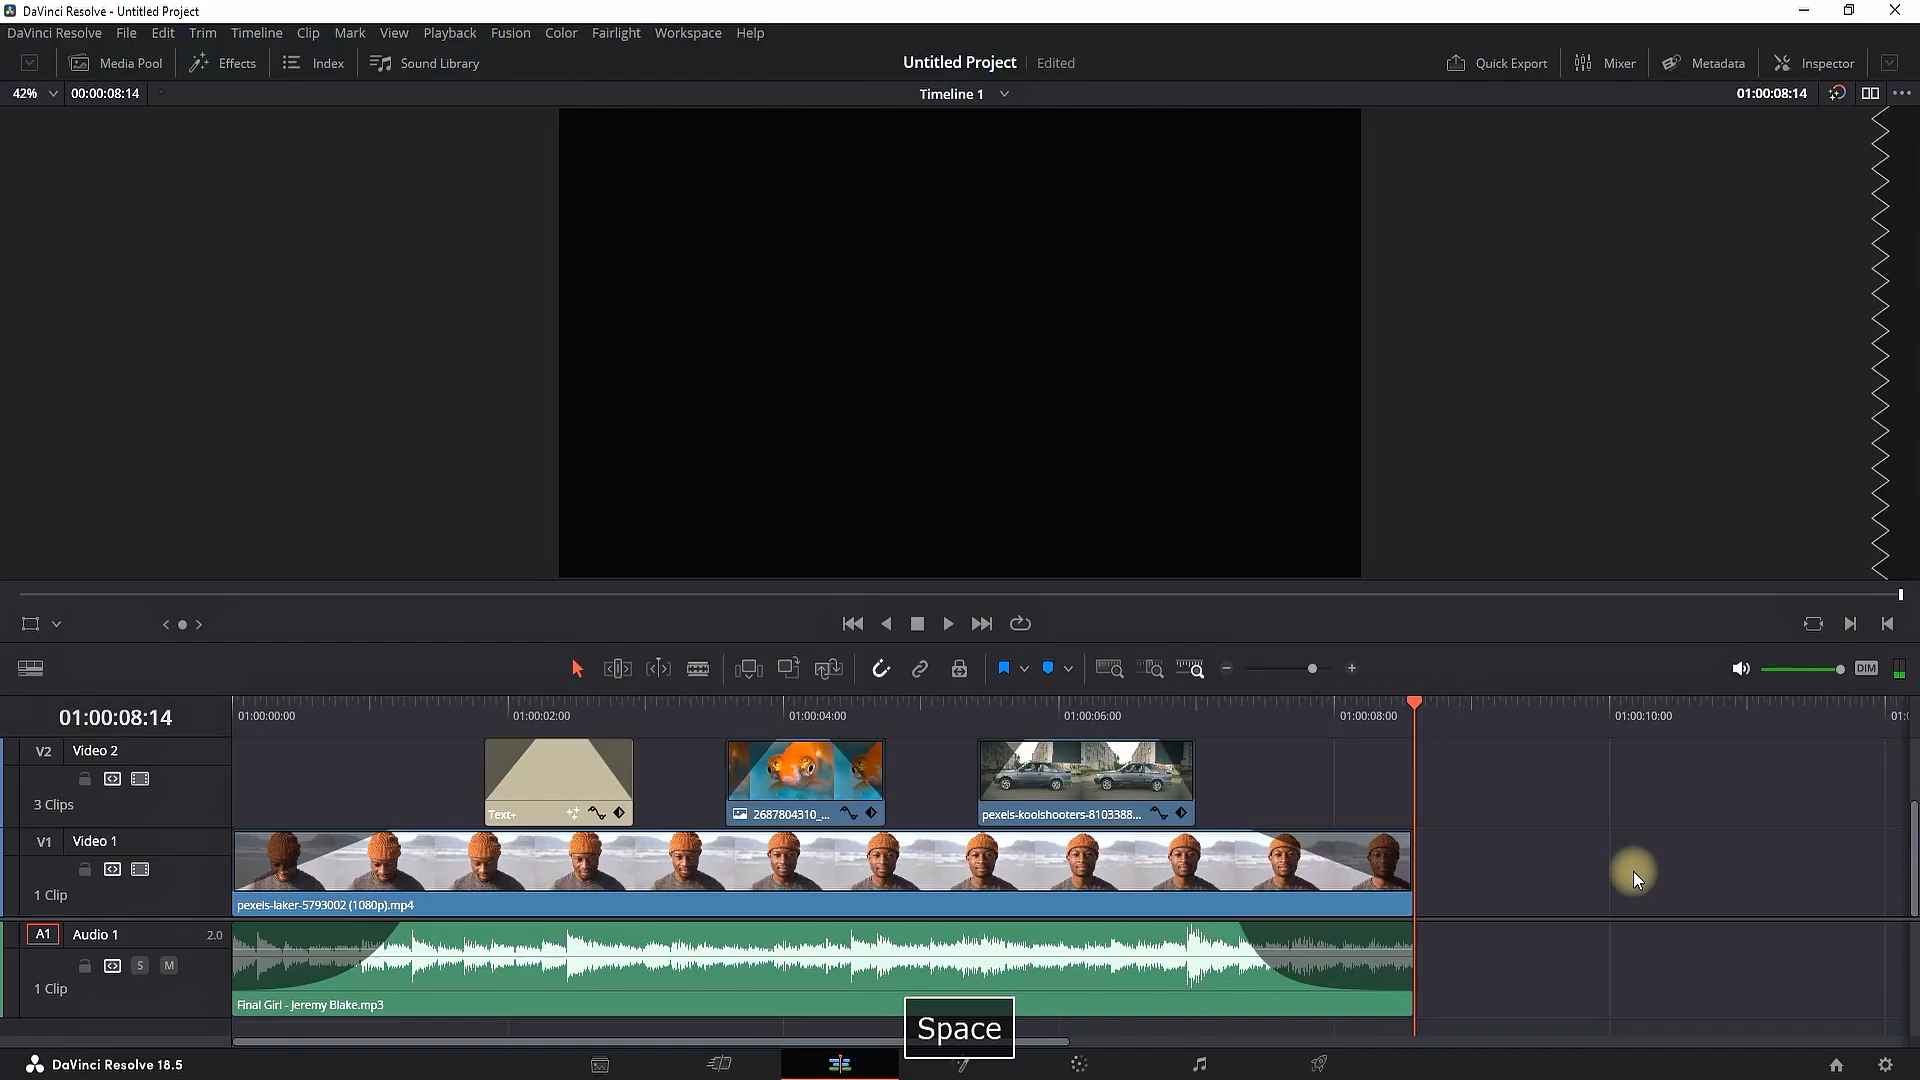 DaVinci Resolve - Untitled Project
DaVinci Resolve File Edit Trim Timeline Clip Mark View Playback Fusion Color Fairlight Workspace Help
Media Pool Effects Index Sound Library Untitled Project Edited Quick Export Mixer Metadata Inspector
42% 00:00:08:14 Timeline 1 01:00:08:14
DIM
01:00:08:14 01:00:00:00 01:00:02:00 01:00:04:00 01:00:06:00 01:00:08:00 01:00:10:00
V2 Video 2
3 Clips
Text+ 2687804310_... pexels-koolshooters-8103388...
V1 Video 1
1 Clip
pexels-laker-5793002 (1080p).mp4
A1 Audio 1 2.0
S M
1 Clip
Final Girl - Jeremy Blake.mp3
Space
DaVinci Resolve 18.5